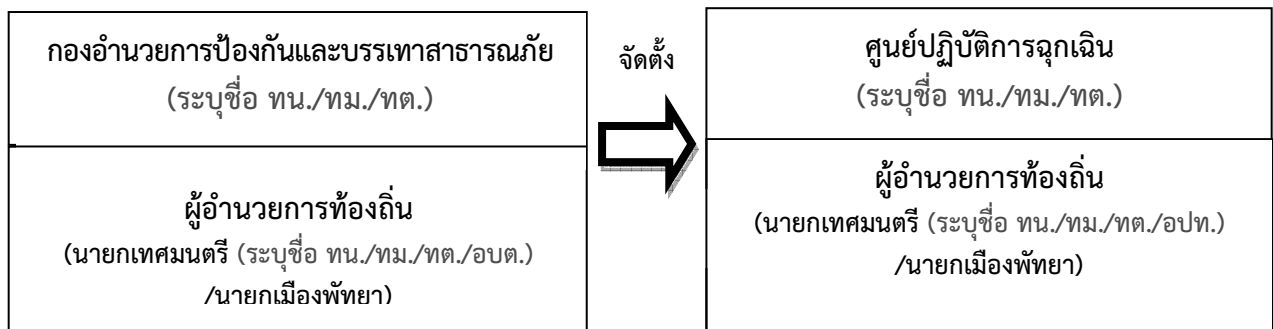 กองอำนวยการป้องกันและบรรเทาสาธารณภัย
(ระบุชื่อ ทน./ทม./ทต.)
ผู้อำนวยการท้องถิ่น
(นายกเทศมนตรี (ระบุชื่อ ทน./ทม./ทต./อบต.)
/นายกเมืองพัทยา)
จัดตั้ง
ศูนย์ปฏิบัติการฉุกเฉิน
(ระบุชื่อ ทน./ทม./ทต.)
ผู้อำนวยการท้องถิ่น
(นายกเทศมนตรี (ระบุชื่อ ทน./ทม./ทต./อปท.)
/นายกเมืองพัทยา)